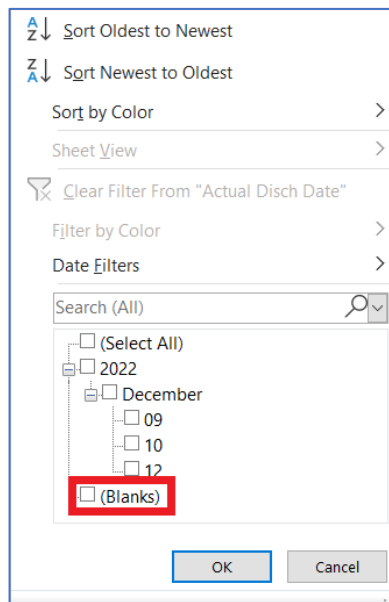 Sort Oldest to Newest
Sort Newest to Oldest
Sort by Color
Sheet View
Clear Filter From "Actual Disch Date"
Filter by Color
Date Filters
Search (All)
(Select All)
2022
December
09
10
12
(Blanks)
OK
Cancel